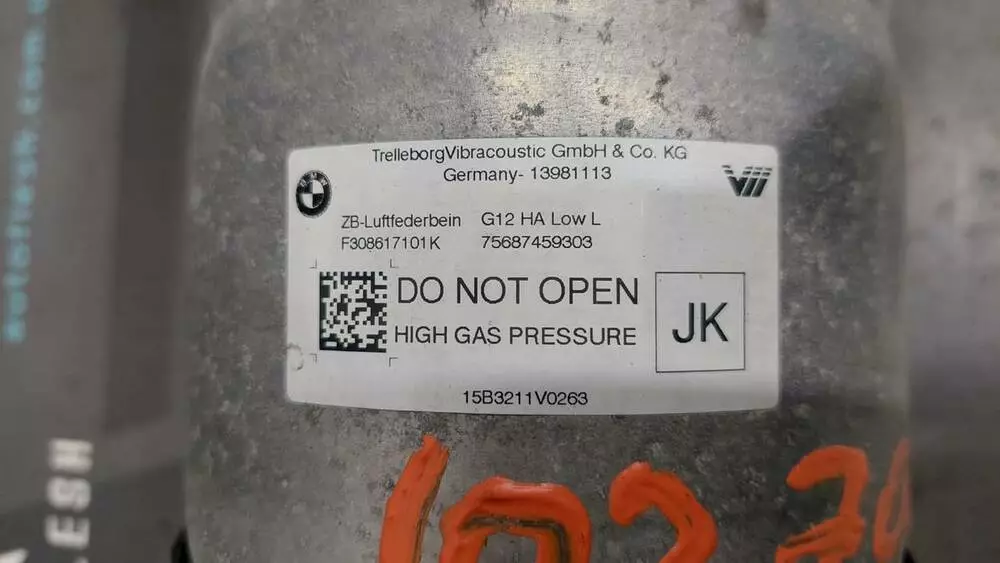 TrelleborgVibracoustic GmbH & Co. KG
Germany- 13981113
BMW
ZB-Luftfederbein G12 HA Low L
F308617101K 75687459303
DO NOT OPEN
HIGH GAS PRESSURE
JK
15B3211V0263